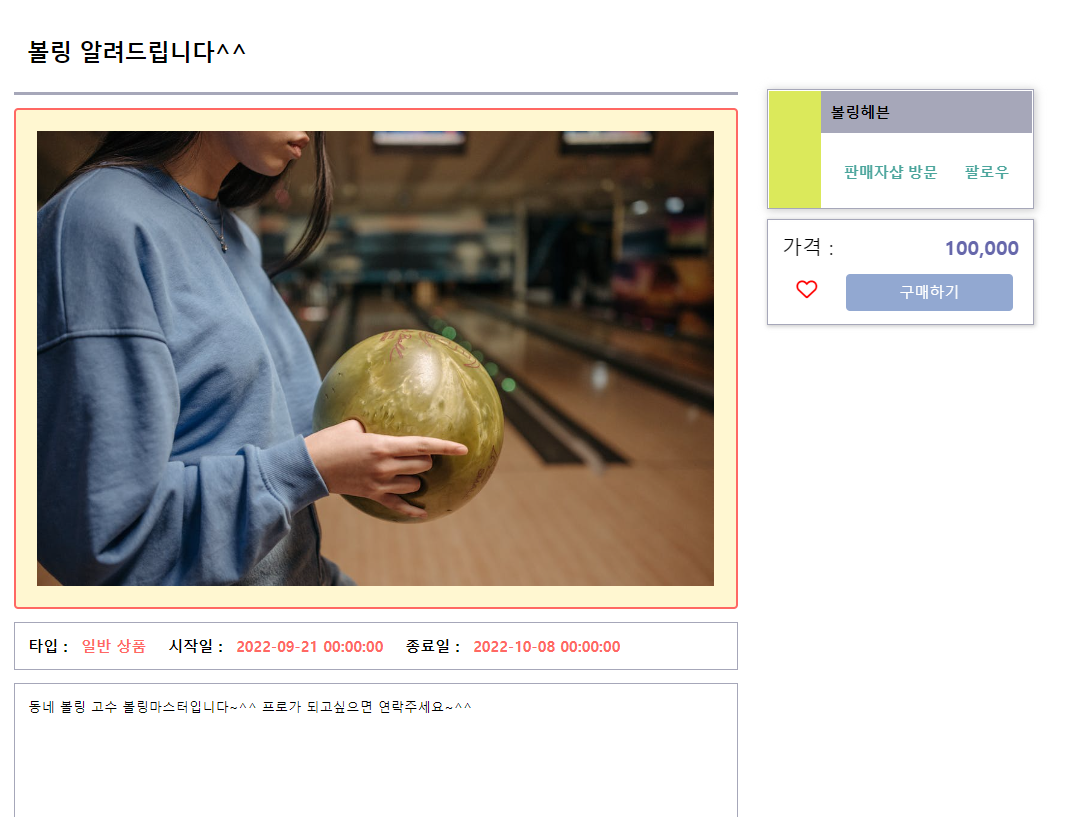 볼링 알려드립니다^^
볼링헤븐
판매자샵 방문 팔로우
가격 : 100,000
구매하기
타입 : 일반 상품 시작일 : 2022-09-21 00:00:00 종료일 : 2022-10-08 00:00:00
동네 볼링 고수 볼링마스터입니다~^^ 프로가 되고싶으면 연락주세요~^^